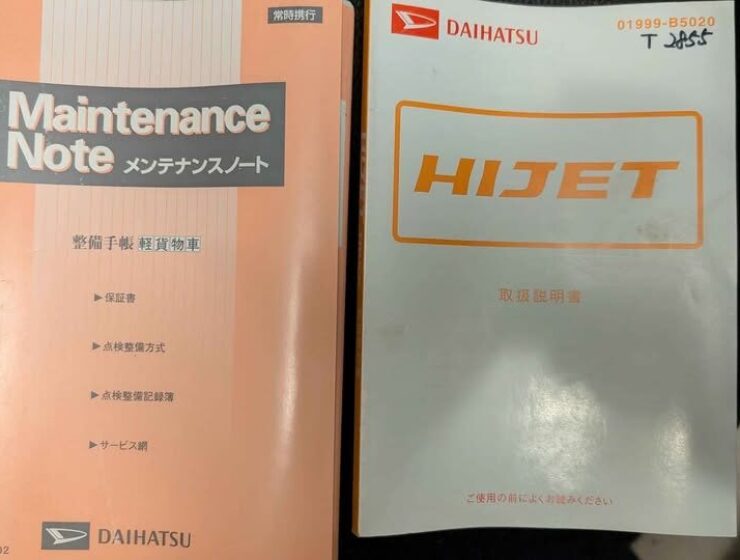 常時携行
Maintenance
Note メンテナンスノート
整備手帳 軽貨物車
▶保証書
▶点検整備方式
▶点検整備記録簿
▶サービス網
DAIHATSU
02
DAIHATSU
01999-B5020
T 2855
HIJET
取扱説明書
ご使用の前によくお読みください